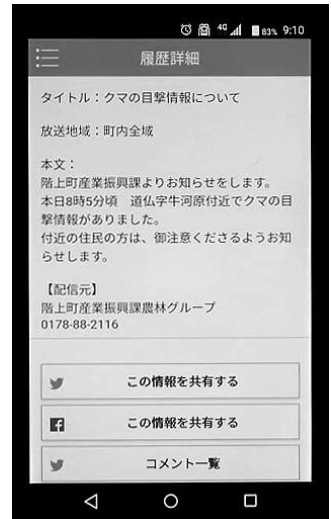 4G 83% 9:10
履歴詳細
タイトル：クマの目撃情報について
放送地域：町内全域
本文：
階上町産業振興課よりお知らせをします。
本日8時5分頃　道仏字牛河原付近でクマの目
撃情報がありました。
付近の住民の方は、御注意くださるようお知
らせします。
【配信元】
階上町産業振興課農林グループ
0178-88-2116
この情報を共有する
この情報を共有する
コメント一覧